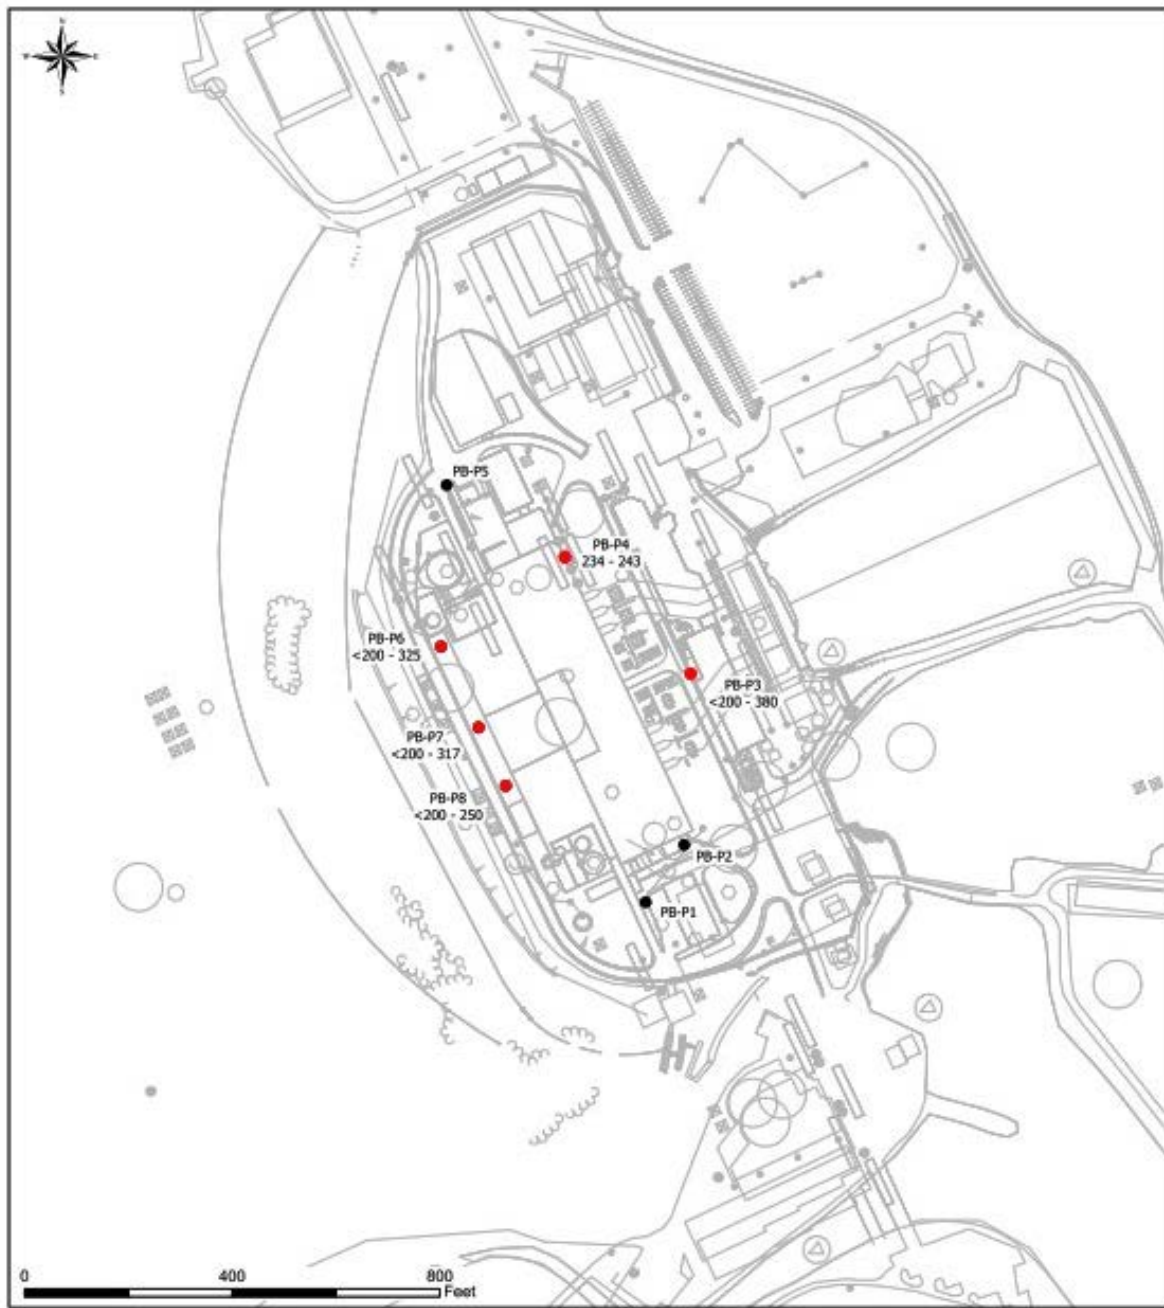 N
W E
S
PB-P5
PB-P4
234 - 243
PB-P6
<200 - 325
PB-P3
<200 - 380
PB-P7
<200 - 317
PB-P8
<200 - 250
PB-P2
PB-P1
0 400 800
Feet